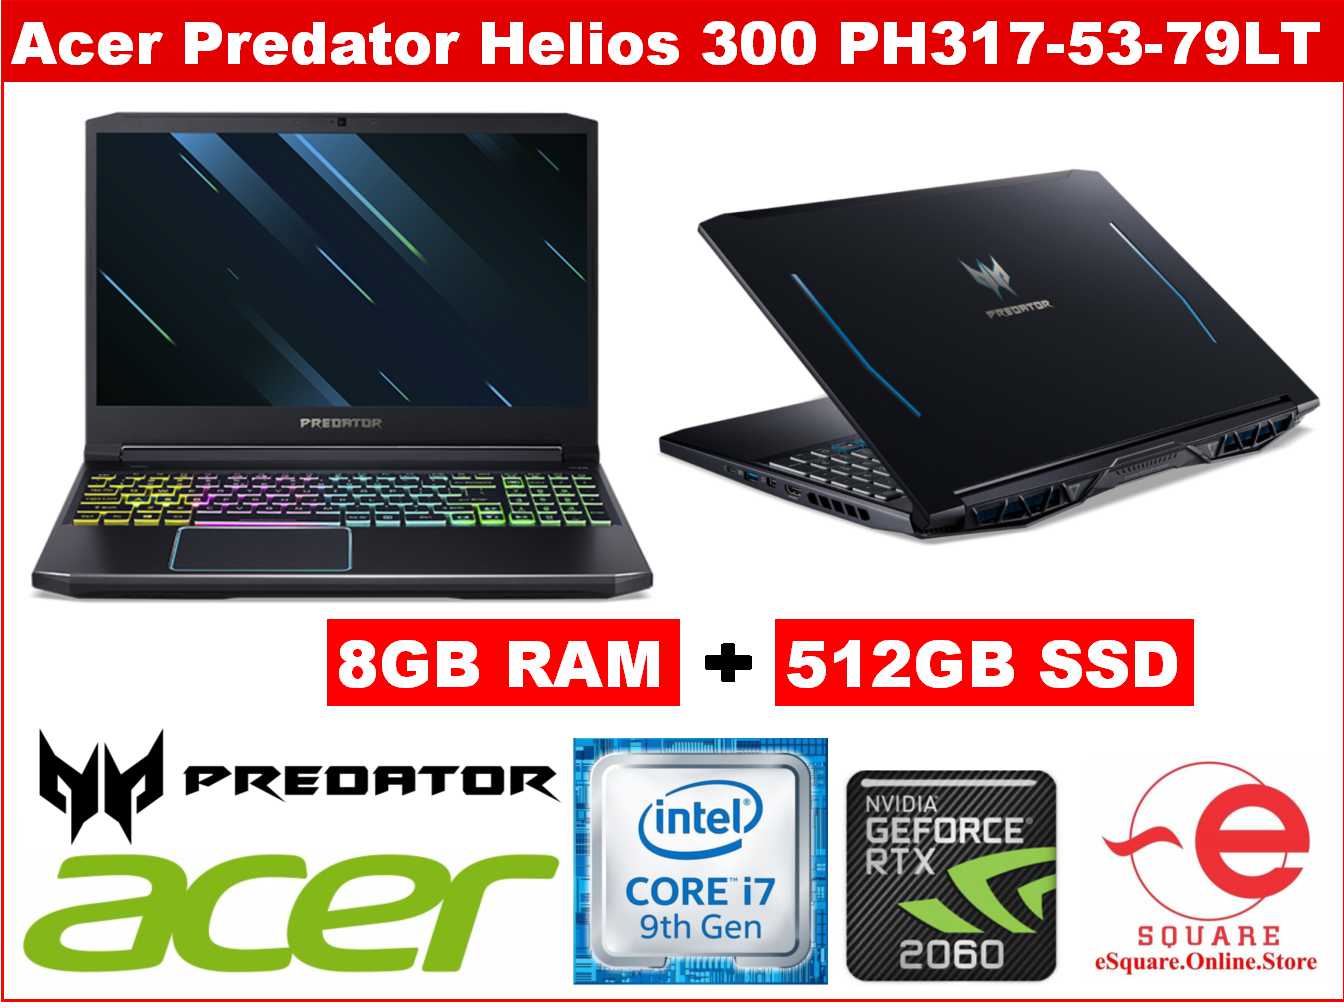 Acer Predator Helios 300 PH317-53-79LT
PREDATOR
PREDATOR
8GB RAM + 512GB SSD
PREDATOR
acer
intel®
CORE™ i7
9th Gen
NVIDIA®
GEFORCE®
RTX
2060
e
SQUARE
eSquare.Online.Store